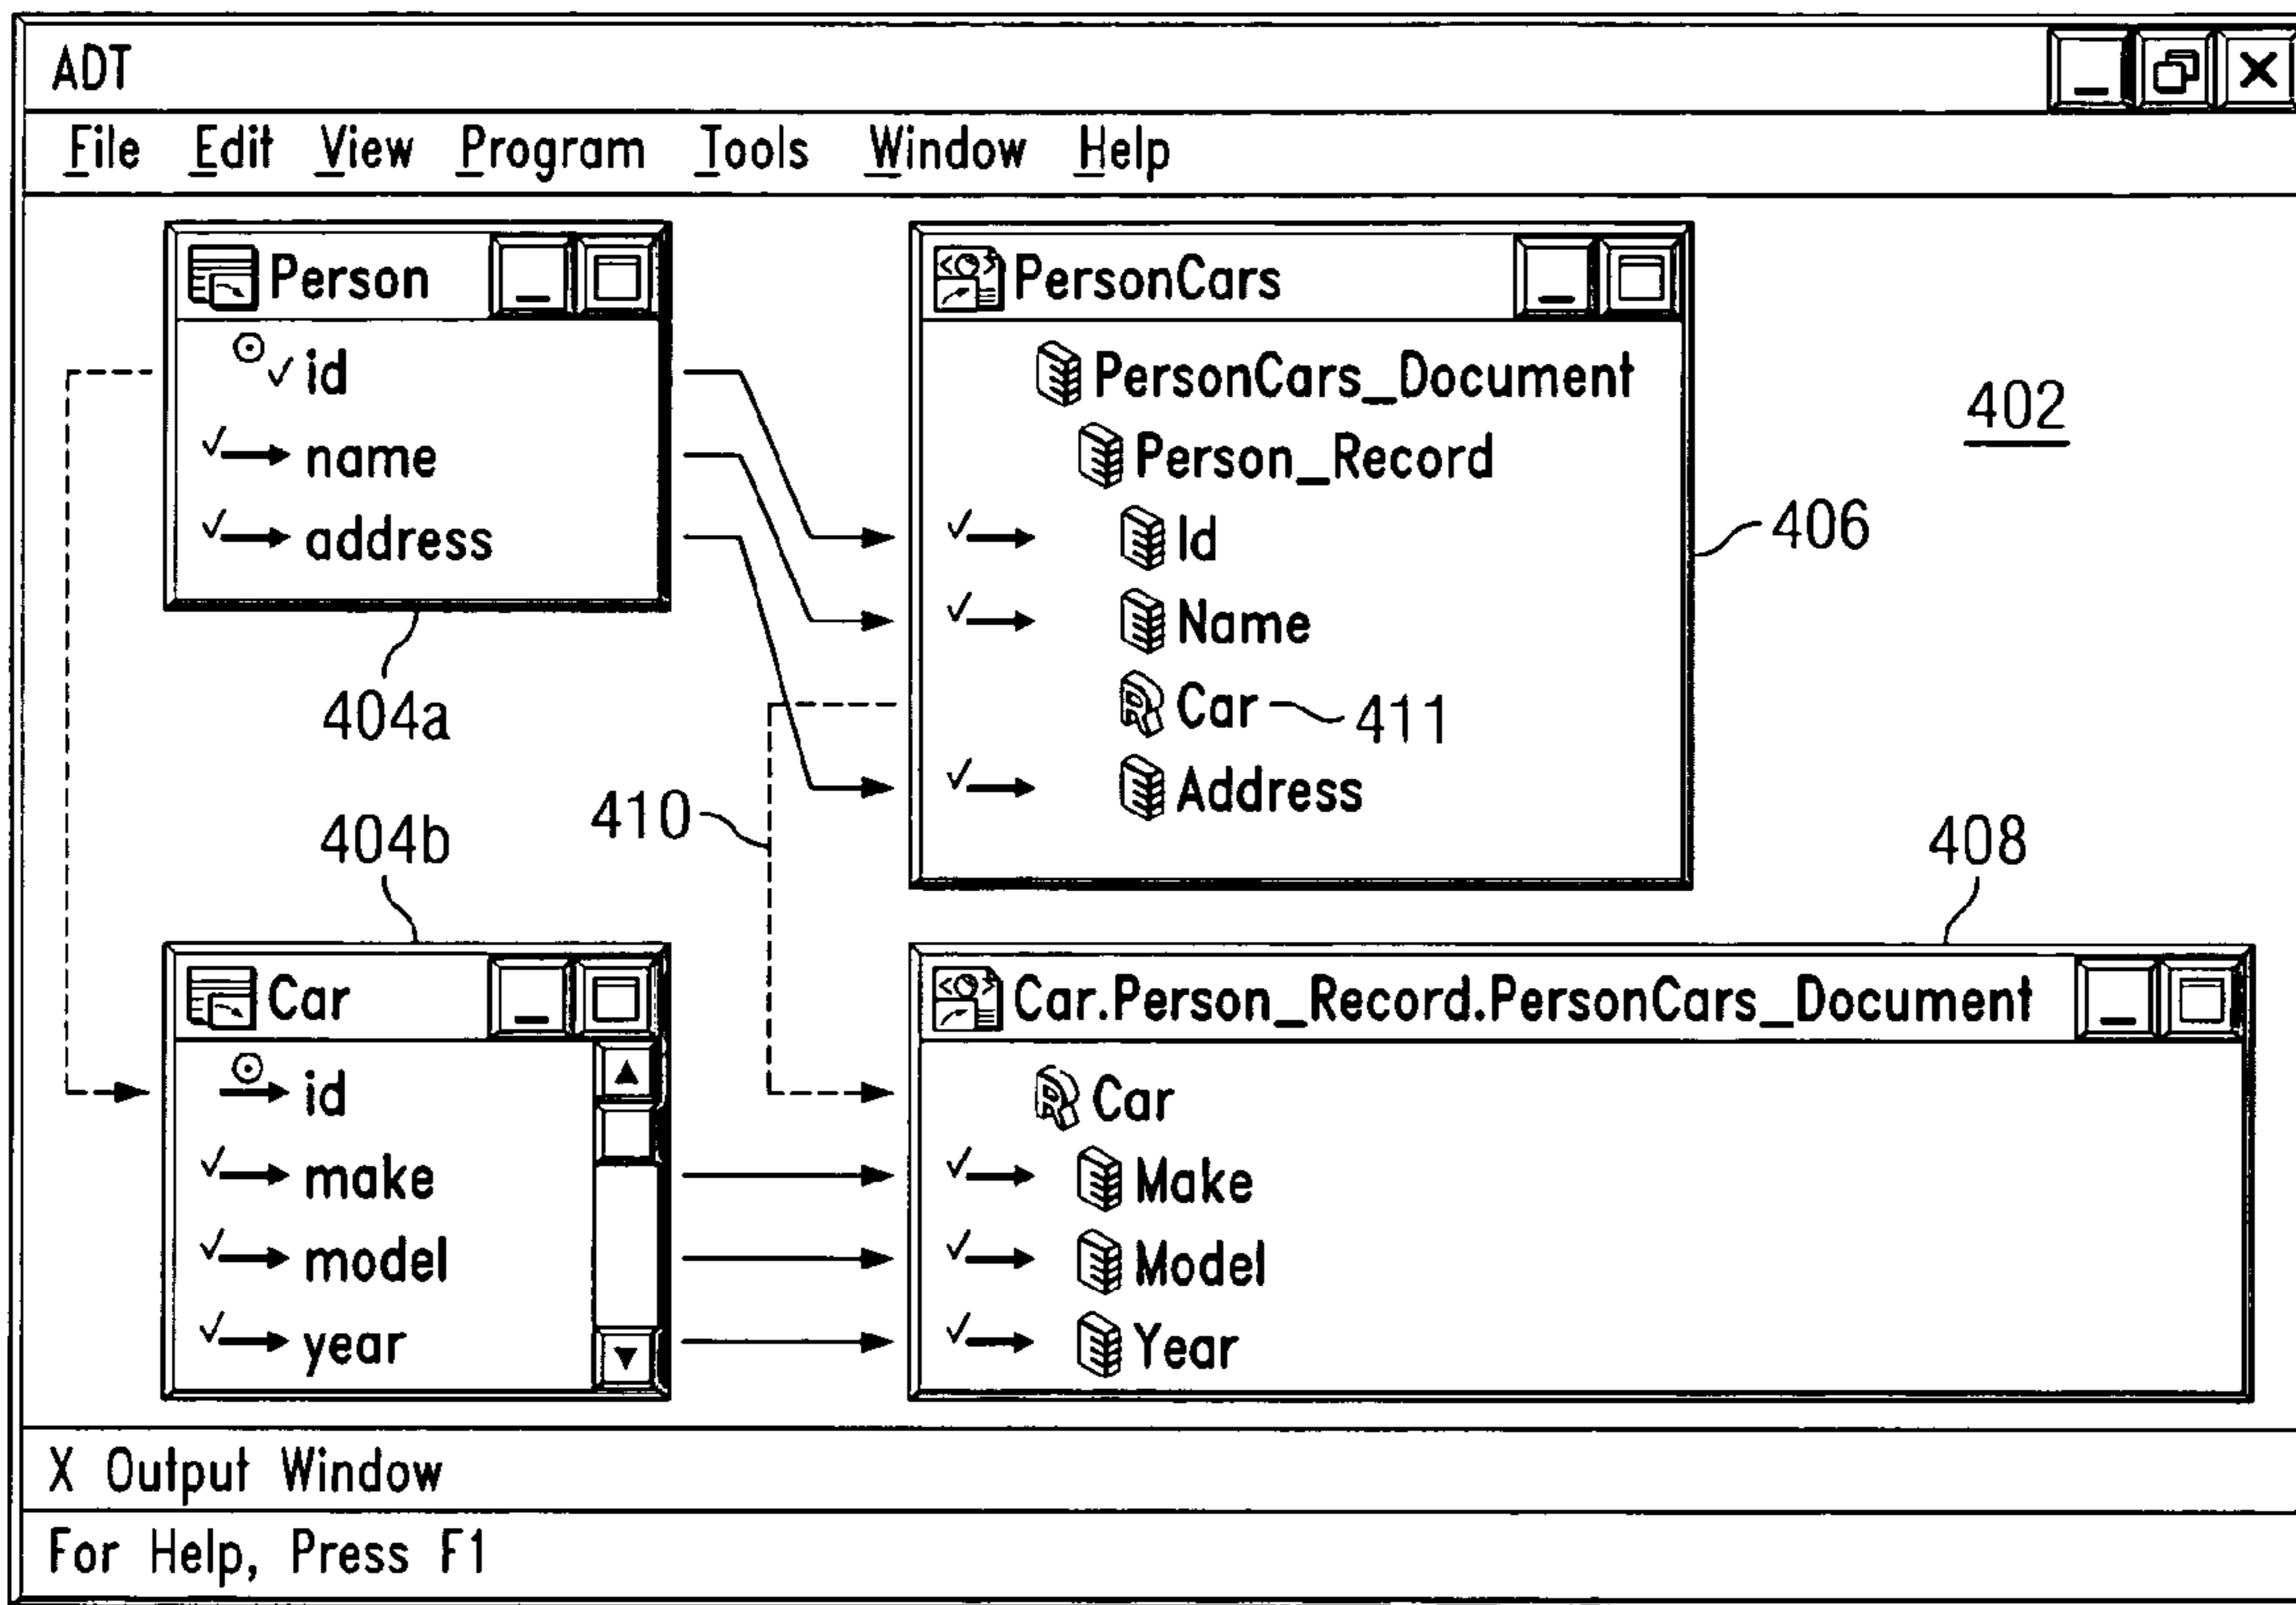 ADT
File Edit View Program Tools Window Help
Person
id
name
address
404a
PersonCars
PersonCars_Document
Person_Record
Id
Name
Car
411
Address
402
406
410
404b
Car
id
make
model
year
408
Car.Person_Record.PersonCars_Document
Car
Make
Model
Year
X Output Window
For Help, Press F1